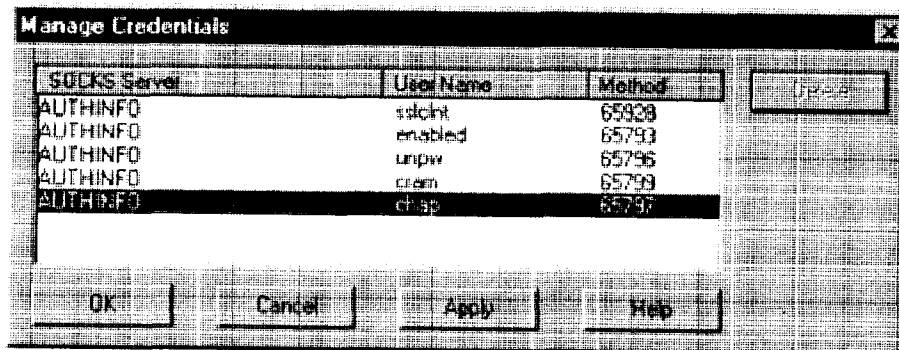 Manage Credentials
SOCKS Server User Name Method
AUTHINFO sslclnt 65928
AUTHINFO enabled 65793
AUTHINFO unpw 65796
AUTHINFO cram 65799
AUTHINFO chap 65797
OK Cancel Apply Help